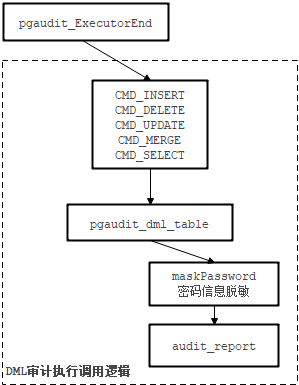 pgaudit_ExecutorEnd
CMD_INSERT
CMD_DELETE
CMD_UPDATE
CMD_MERGE
CMD_SELECT
pgaudit_dml_table
maskPassword
密码信息脱敏
audit_report
DML审计执行调用逻辑